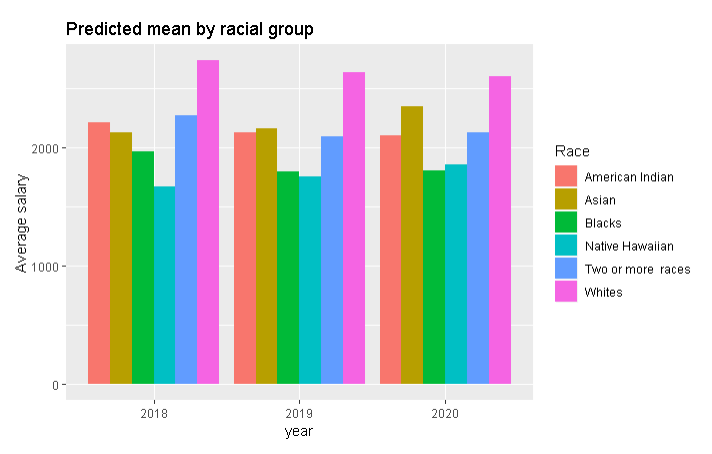 Predicted mean by racial group
Average salary
2000
1000
0
2018 2019 2020
year
Race
American Indian
Asian
Blacks
Native Hawaiian
Two or more  races
Whites